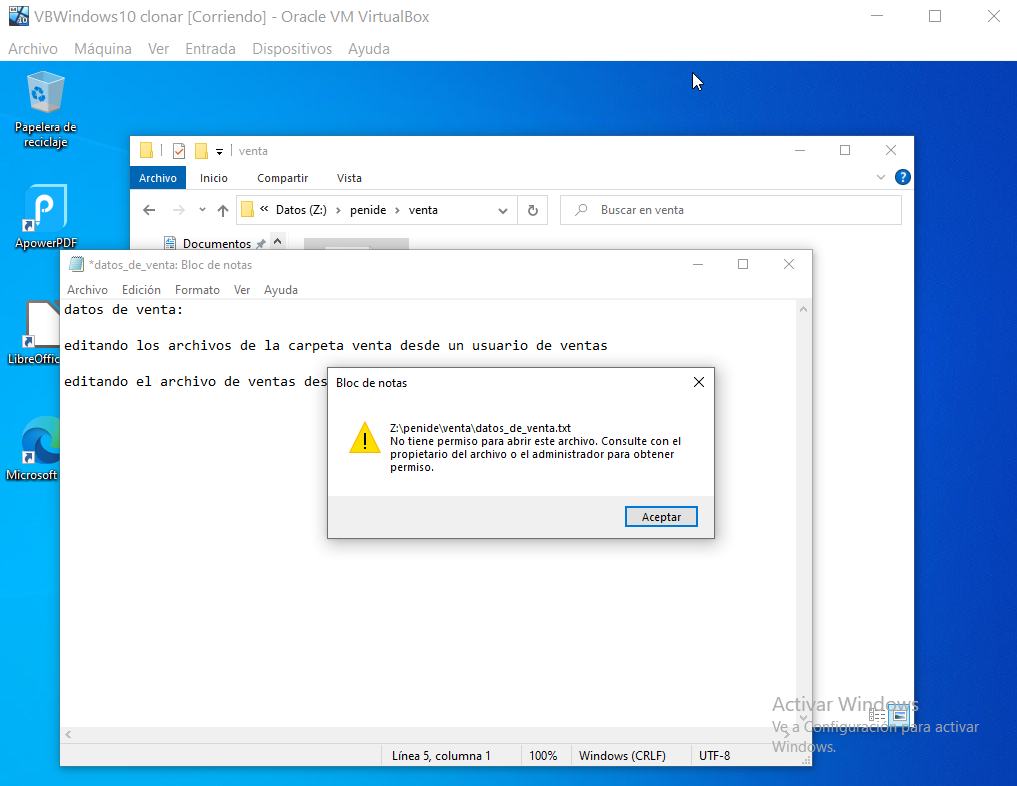 VBWindows10 clonar [Corriendo] - Oracle VM VirtualBox
Archivo Máquina Ver Entrada Dispositivos Ayuda
Papelera de
reciclaje
ApowerPDF
LibreOffic
Microsoft
venta
Archivo Inicio Compartir Vista
« Datos (Z:) › penide › venta
Buscar en venta
Documentos
*datos_de_venta: Bloc de notas
Archivo Edición Formato Ver Ayuda
datos de venta:
editando los archivos de la carpeta venta desde un usuario de ventas
editando el archivo de ventas des
Bloc de notas
Z:\penide\venta\datos_de_venta.txt
No tiene permiso para abrir este archivo. Consulte con el
propietario del archivo o el administrador para obtener
permiso.
Aceptar
Activar Windows
Ve a Configuración para activar
Windows.
Línea 5, columna 1 100% Windows (CRLF) UTF-8